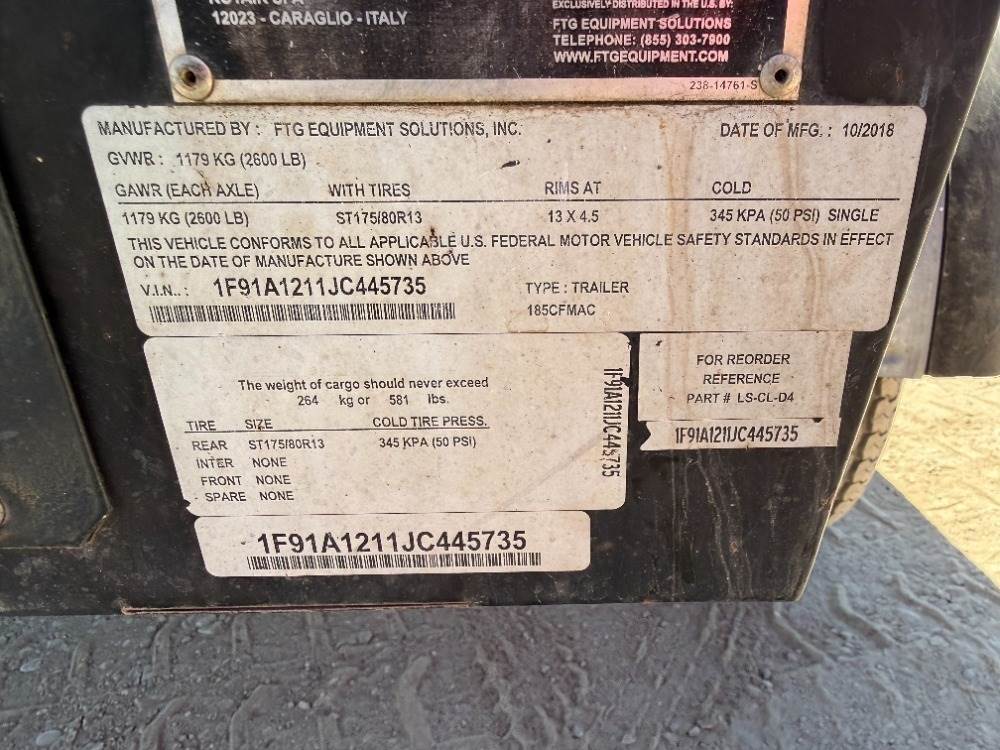 12023 - CARAGLIO - ITALY
EXCLUSIVELY DISTRIBUTED IN THE U.S. BY:
FTG EQUIPMENT SOLUTIONS
TELEPHONE: (855) 303-7900
WWW.FTGEQUIPMENT.COM
238-14761-S
MANUFACTURED BY : FTG EQUIPMENT SOLUTIONS, INC. DATE OF MFG. : 10/2018
GVWR : 1179 KG (2600 LB)
GAWR (EACH AXLE) WITH TIRES RIMS AT COLD
1179 KG (2600 LB) ST175/80R13 13 X 4.5 345 KPA (50 PSI) SINGLE
THIS VEHICLE CONFORMS TO ALL APPLICABLE U.S. FEDERAL MOTOR VEHICLE SAFETY STANDARDS IN EFFECT
ON THE DATE OF MANUFACTURE SHOWN ABOVE
V.I.N.. : 1F91A1211JC445735 TYPE : TRAILER
185CFMAC
The weight of cargo should never exceed
264 kg or 581 lbs.
TIRE SIZE COLD TIRE PRESS.
REAR ST175/80R13 345 KPA (50 PSI)
INTER NONE
FRONT NONE
SPARE NONE
1F91A1211JC445735
FOR REORDER
REFERENCE
PART # LS-CL-D4
1F91A1211JC445735
1F91A1211JC445735